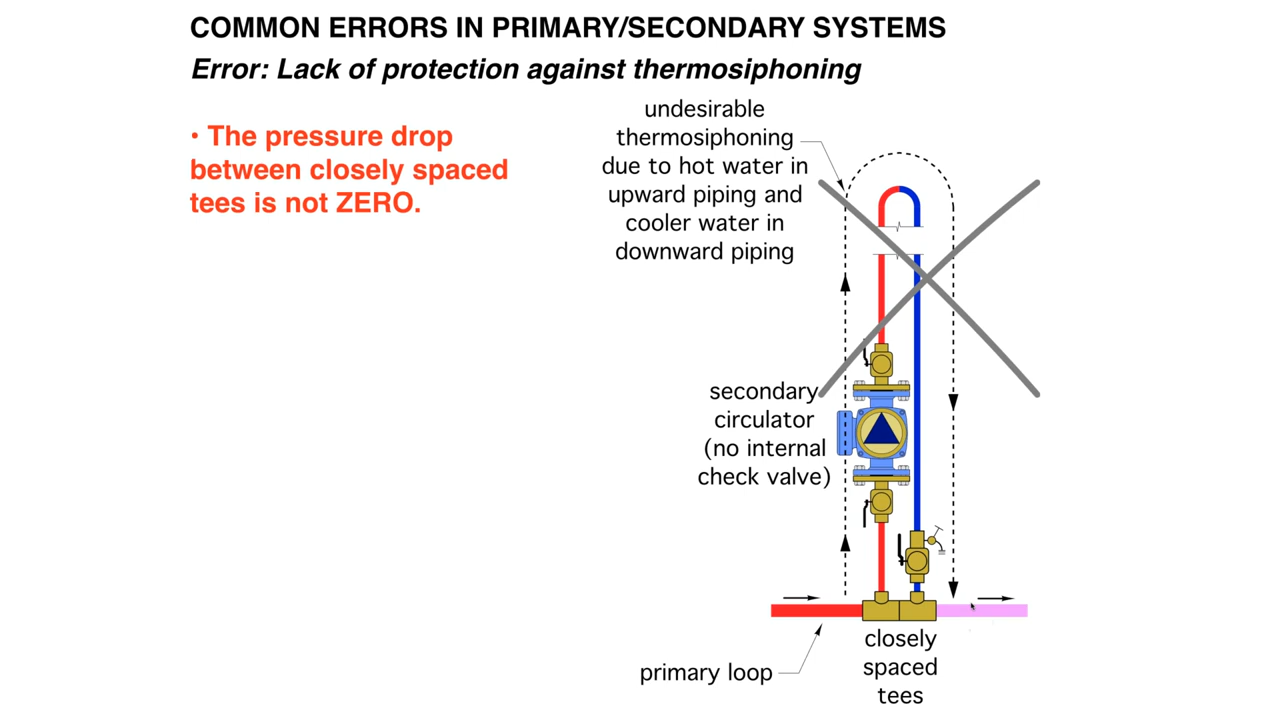 COMMON ERRORS IN PRIMARY/SECONDARY SYSTEMS
Error: Lack of protection against thermosiphoning
• The pressure drop
between closely spaced
tees is not ZERO.
undesirable
thermosiphoning
due to hot water in
upward piping and
cooler water in
downward piping
secondary
circulator
(no internal
check valve)
primary loop
closely
spaced
tees